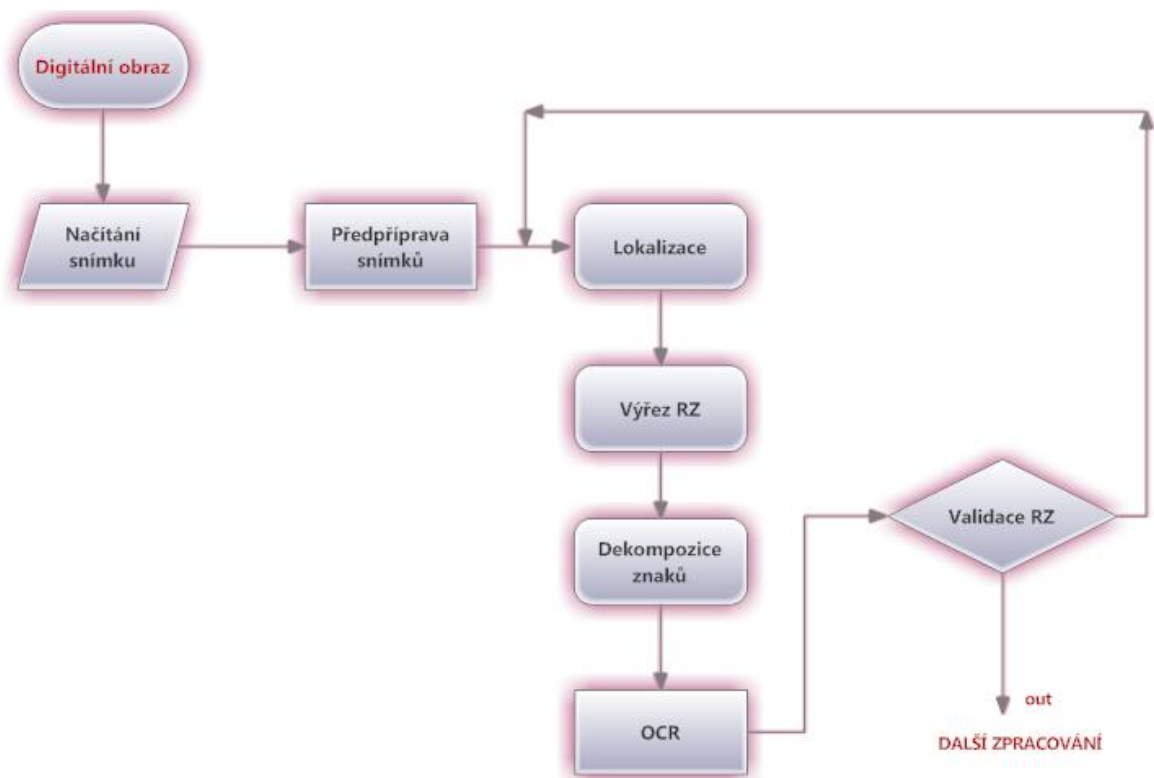 Digitální obraz
Načítání
snímku
Předpříprava
snímků
Lokalizace
Výřez RZ
Dekompozice
znaků
OCR
Validace RZ
out
DALŠÍ ZPRACOVÁNÍ